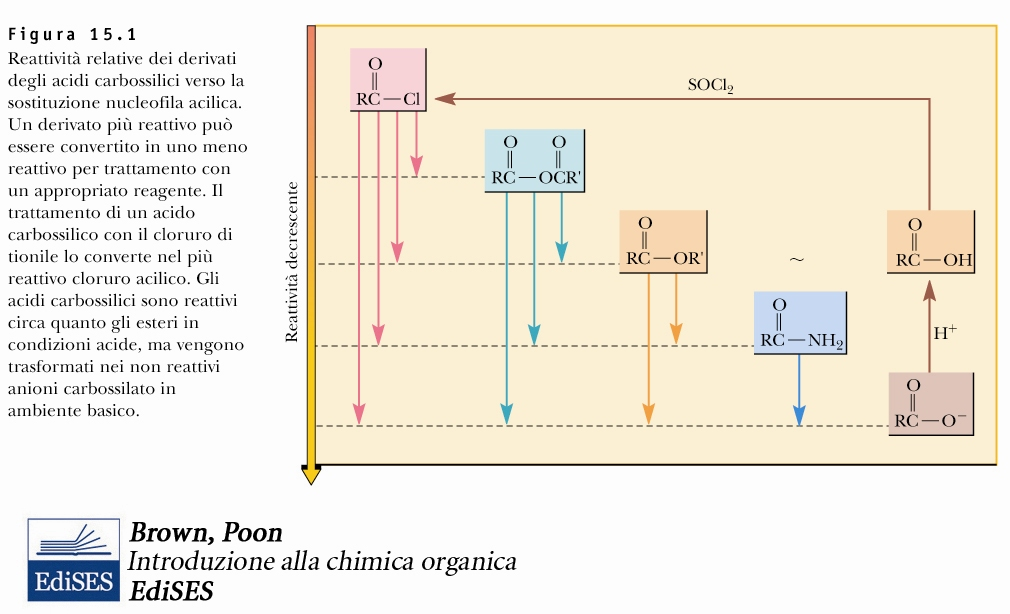 Figura 15.1
Reattività relative dei derivati
degli acidi carbossilici verso la
sostituzione nucleofila acilica.
Un derivato più reattivo può
essere convertito in uno meno
reattivo per trattamento con
un appropriato reagente. Il
trattamento di un acido
carbossilico con il cloruro di
tionile lo converte nel più
reattivo cloruro acilico. Gli
acidi carbossilici sono reattivi
circa quanto gli esteri in
condizioni acide, ma vengono
trasformati nei non reattivi
anioni carbossilato in
ambiente basico.
Reattività decrescente
O
RC—Cl
SOCl₂
O O
RC—OCR'
O
RC—OR'
~
O
RC—OH
O
RC—NH₂
H⁺
O
RC—O⁻
EdiSES
Brown, Poon
Introduzione alla chimica organica
EdiSES